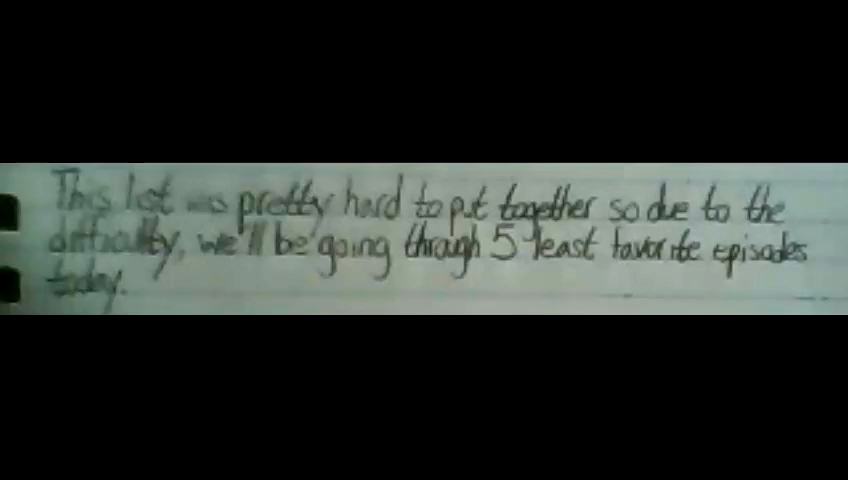 This list was pretty hard to put together so due to the
difficulty, we'll be going through 5 least favorite episodes
today.